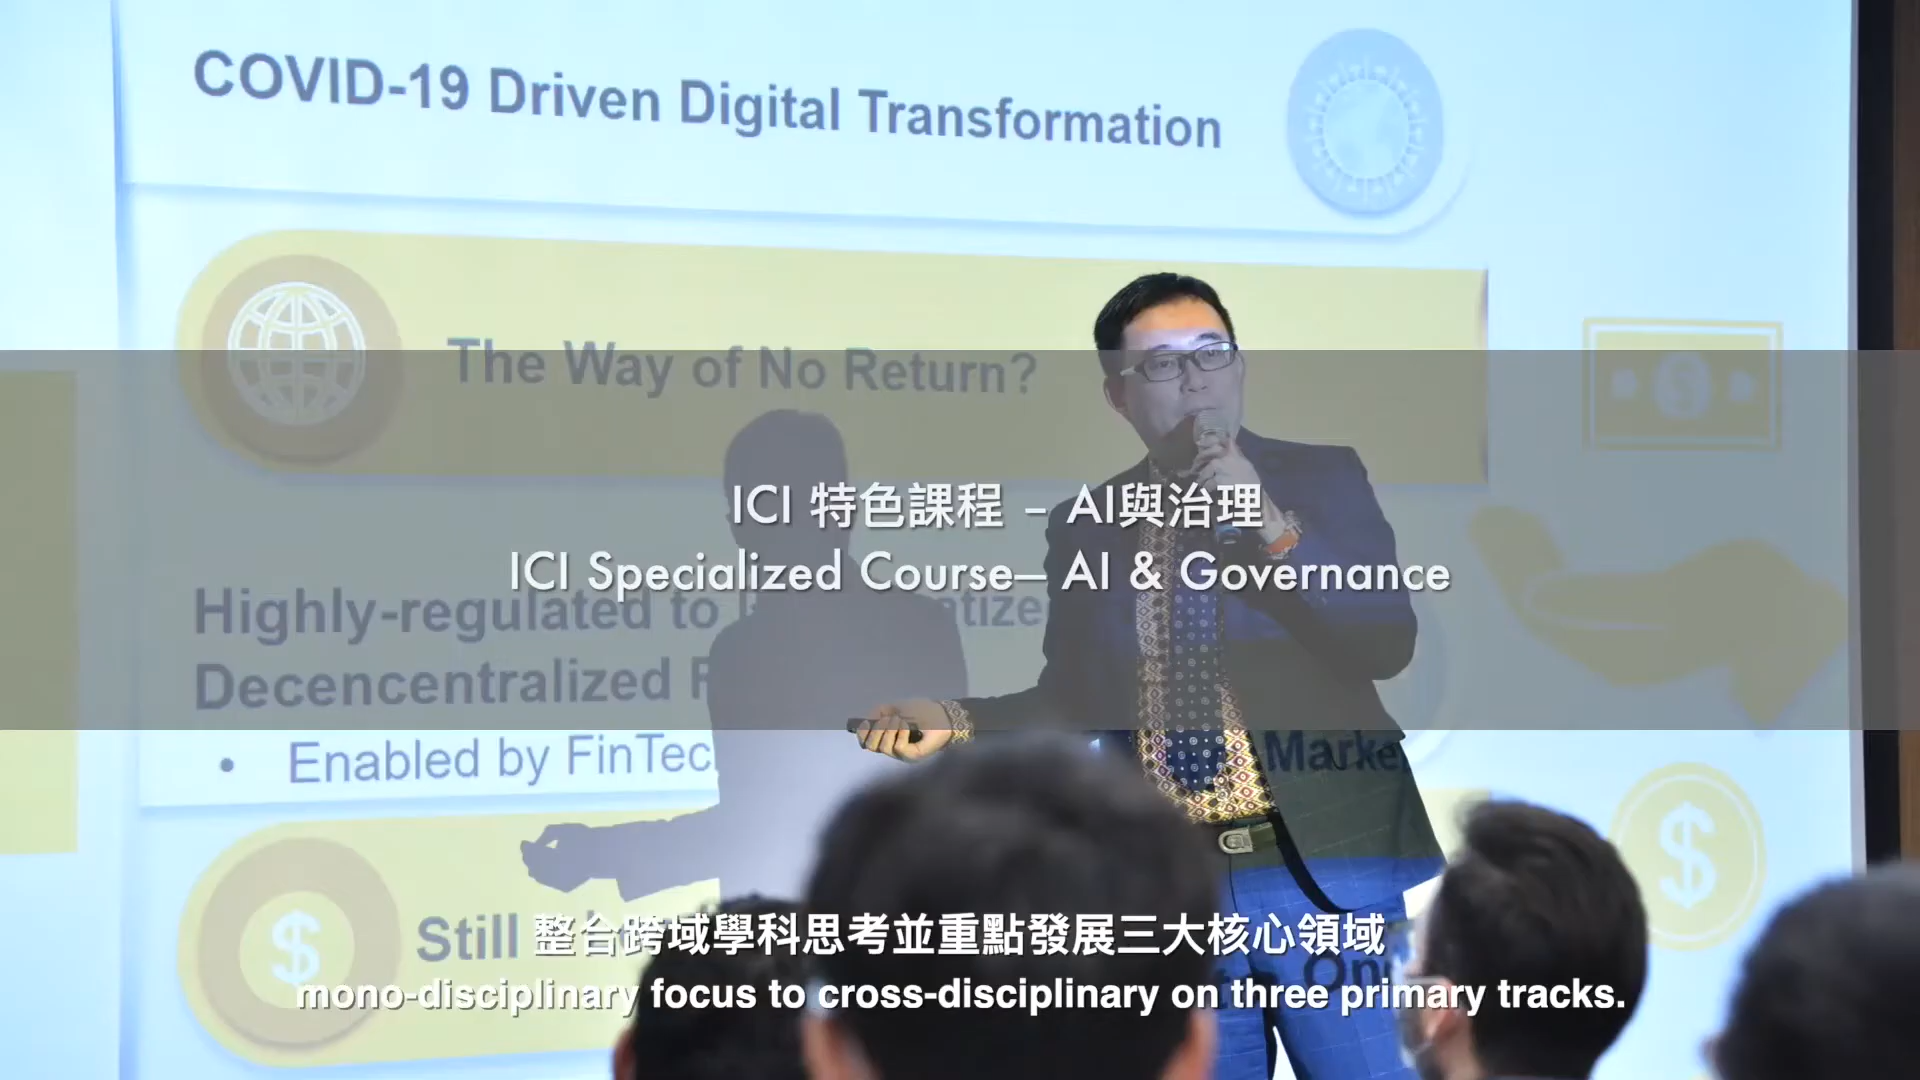 COVID-19 Driven Digital Transformation
The Way of No Return?
ICI 特色課程 – AI與治理
ICI Specialized Course— AI & Governance
Highly-regulated to
Decencentralized
• Enabled by
Still
整合跨域學科思考並重點發展三大核心領域
mono-disciplinary focus to cross-disciplinary on three primary tracks.